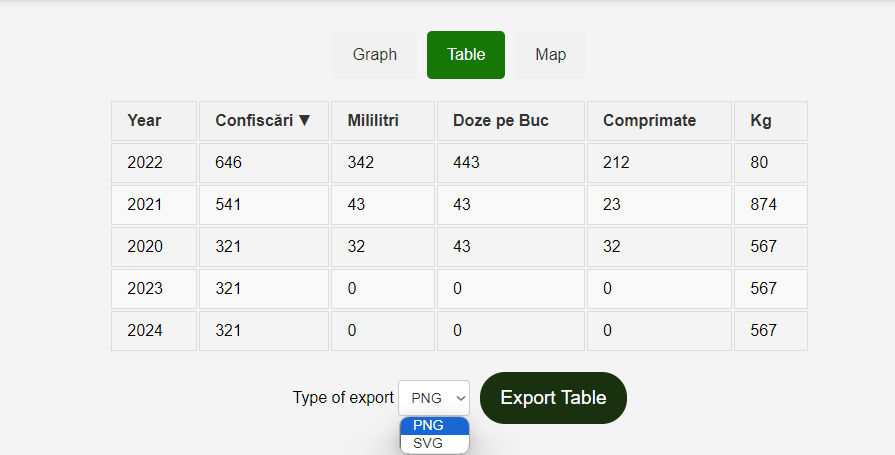 Graph Table Map
Year Confiscări ▼ Mililitri Doze pe Buc Comprimate Kg
2022 646 342 443 212 80
2021 541 43 43 23 874
2020 321 32 43 32 567
2023 321 0 0 0 567
2024 321 0 0 0 567
Type of export PNG Export Table
PNG
SVG